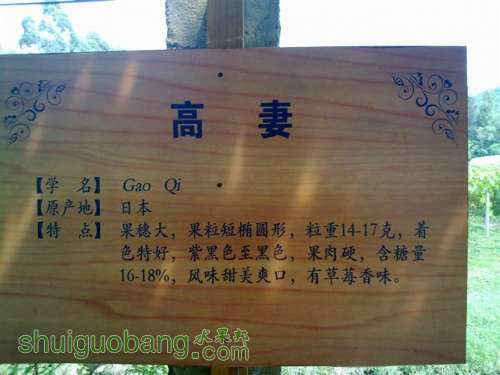 高 妻
【学 名】 Gao Qi
【原产地】 日本
【特 点】 果穗大，果粒短椭圆形，粒重14-17克，着
色特好，紫黑色至黑色，果肉硬，含糖量
16-18%，风味甜美爽口，有草莓香味。
shuiguobang.com
水果邦